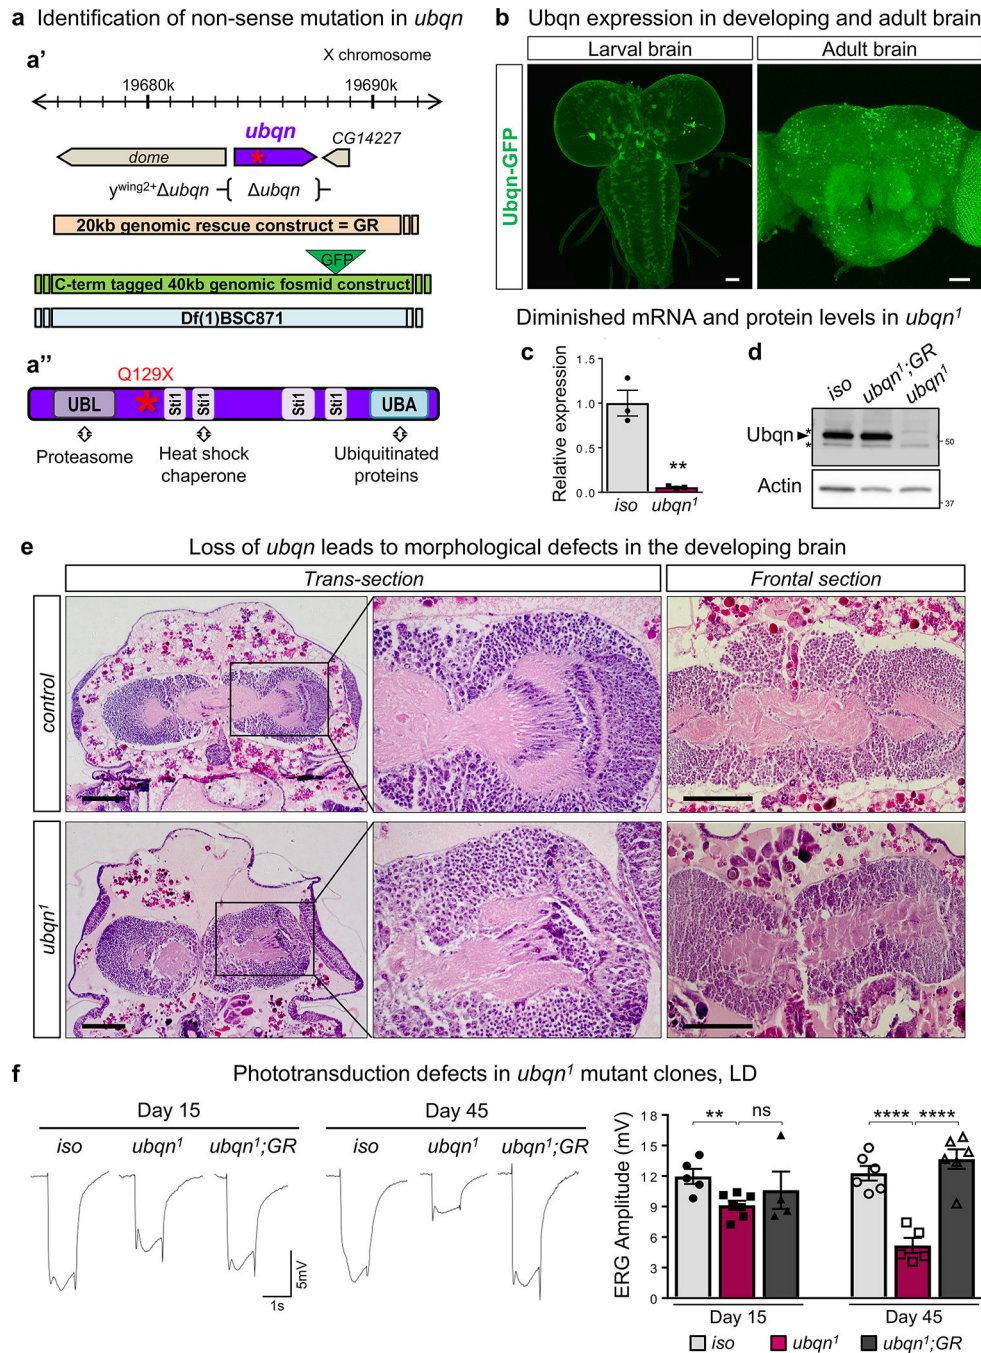 a Identification of non-sense mutation in ubqn
a'
X chromosome
19680k 19690k
ubqn
CG14227
dome
*
y^wing2+Δubqn Δubqn
20kb genomic rescue construct = GR
GFP
C-term tagged 40kb genomic fosmid construct
Df(1)BSC871
a''
Q129X
UBL * Sti1 Sti1 Sti1 Sti1 UBA
Proteasome
Heat shock
chaperone
Ubiquitinated
proteins
b Ubqn expression in developing and adult brain
Larval brain Adult brain
Ubqn-GFP
Diminished mRNA and protein levels in ubqn¹
c
Relative expression
1.5
1.0
0.5
0.0
**
iso ubqn¹
d
iso ubqn¹;GR ubqn¹
Ubqn
*
*
50
Actin
37
e Loss of ubqn leads to morphological defects in the developing brain
Trans-section Frontal section
control
ubqn¹
f Phototransduction defects in ubqn¹ mutant clones, LD
Day 15 Day 45
iso ubqn¹ ubqn¹;GR iso ubqn¹ ubqn¹;GR
5mV
1s
ERG Amplitude (mV)
18
15
12
9
6
3
0
** ns **** ****
Day 15 Day 45
iso ubqn¹ ubqn¹;GR